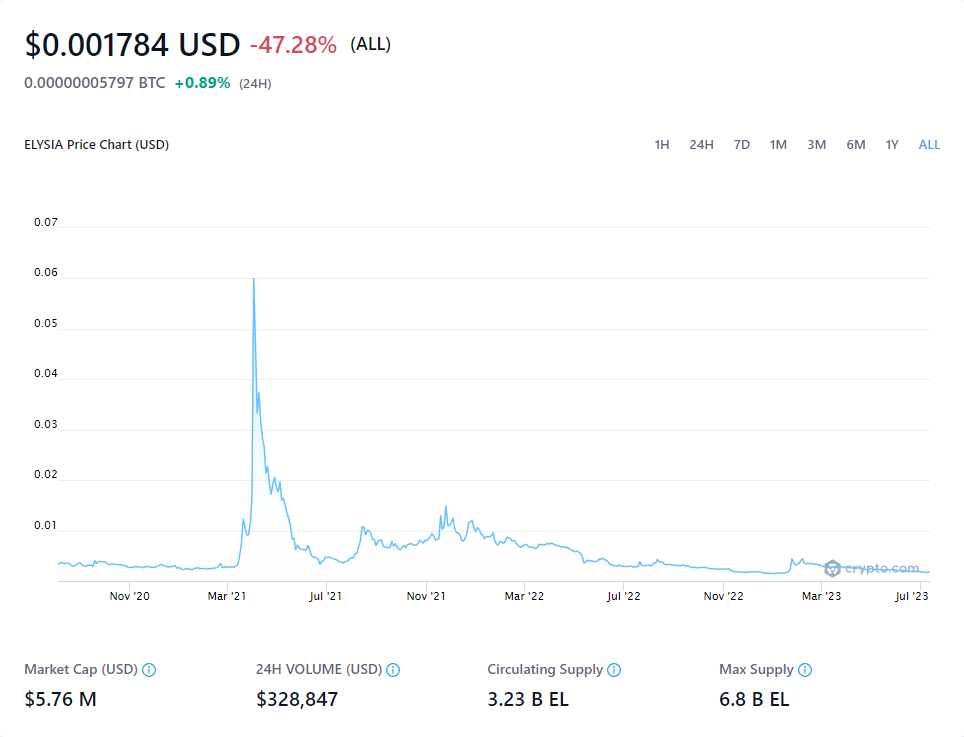 $0.001784 USD -47.28% (ALL)
0.00000005797 BTC +0.89% (24H)
ELYSIA Price Chart (USD) 1H 24H 7D 1M 3M 6M 1Y ALL
0.07
0.06
0.05
0.04
0.03
0.02
0.01
crypto.com
Nov '20 Mar '21 Jul '21 Nov '21 Mar '22 Jul '22 Nov '22 Mar '23 Jul '23
Market Cap (USD) 24H VOLUME (USD) Circulating Supply Max Supply
$5.76 M $328,847 3.23 B EL 6.8 B EL